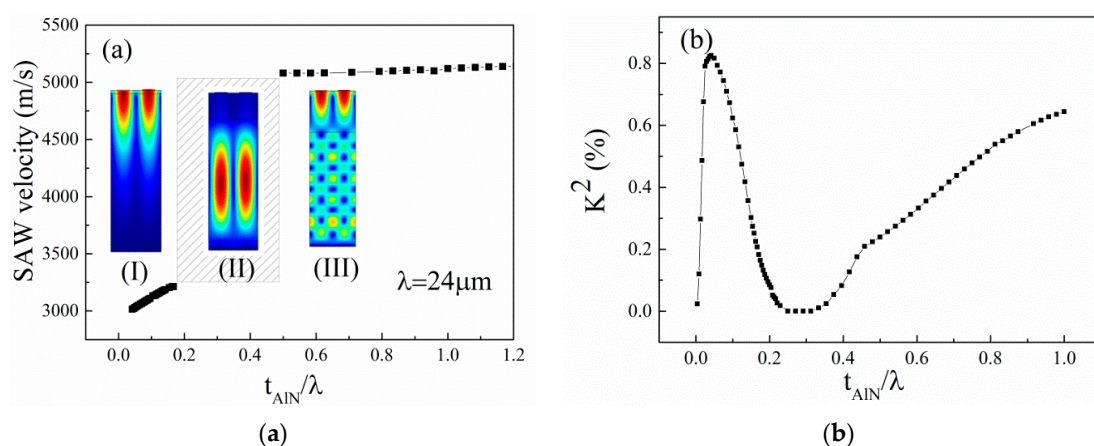 5500
5000
4500
4000
3500
3000
SAW velocity (m/s)
(a)
(I)
(II)
(III)
λ=24μm
0.0 0.2 0.4 0.6 0.8 1.0 1.2
t_AlN/λ
(a)
0.8
0.6
0.4
0.2
0.0
K² (%)
(b)
0.0 0.2 0.4 0.6 0.8 1.0
t_AlN/λ
(b)